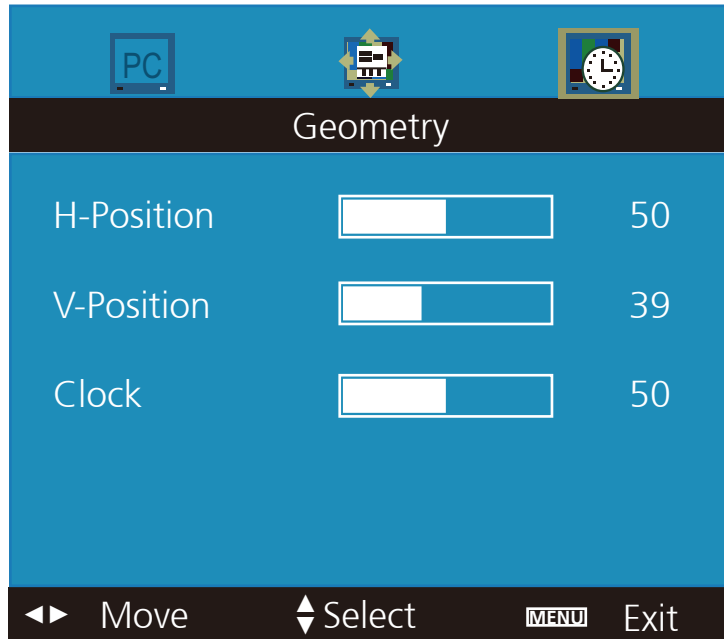 PC
Geometry
H-Position 50
V-Position 39
Clock 50
Move Select MENU Exit